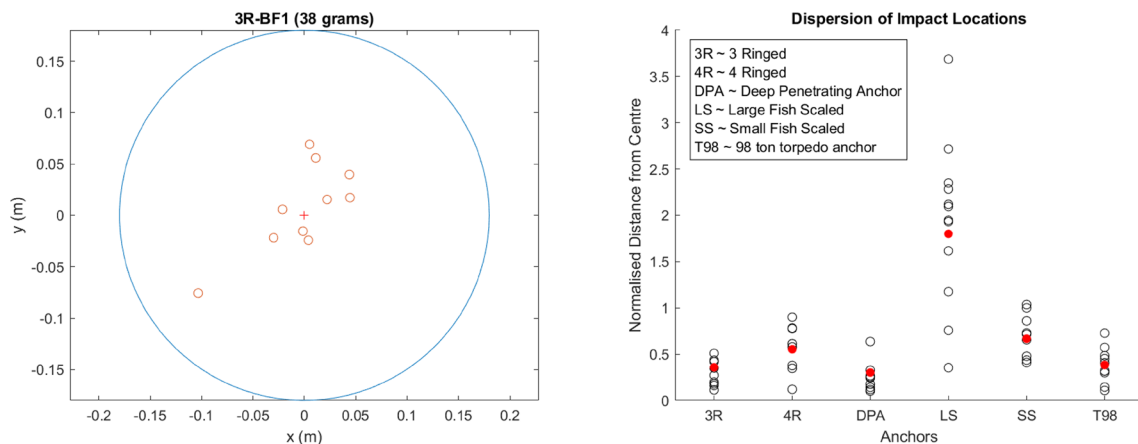 3R-BF1 (38 grams)
0.15
0.1
0.05
0
-0.05
-0.1
-0.15
y (m)
-0.2 -0.15 -0.1 -0.05 0 0.05 0.1 0.15 0.2
x (m)
Dispersion of Impact Locations
3R ~ 3 Ringed
4R ~ 4 Ringed
DPA ~ Deep Penetrating Anchor
LS ~ Large Fish Scaled
SS ~ Small Fish Scaled
T98 ~ 98 ton torpedo anchor
4
3.5
3
2.5
2
1.5
1
0.5
0
Normalised Distance from Centre
3R 4R DPA LS SS T98
Anchors